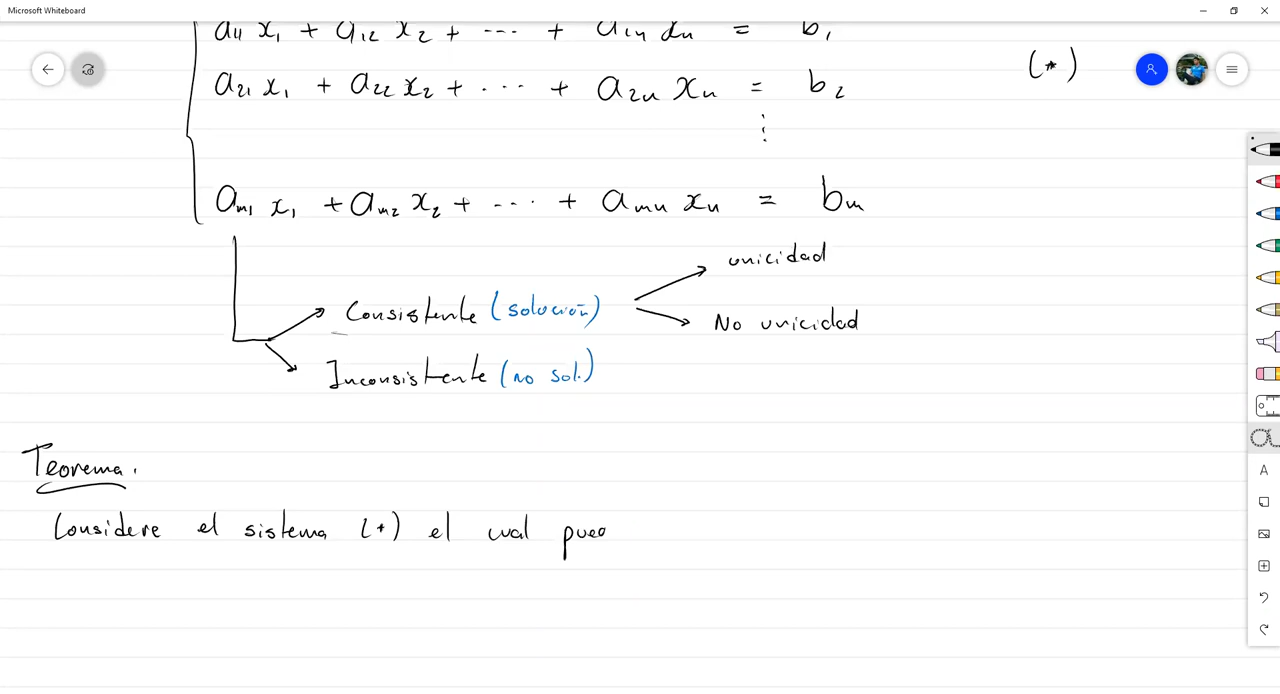 Microsoft Whiteboard
a11 x1 + a12 x2 + ... + a1n xn = b1
a21 x1 + a22 x2 + ... + a2n xn = b2
(*)
⋮
am1 x1 + am2 x2 + ... + amn xn = bm
unicidad
Consistente (solución)
No unicidad
Inconsistente (no sol.)
Teorema.
Considere el sistema (*) el cual pued
A